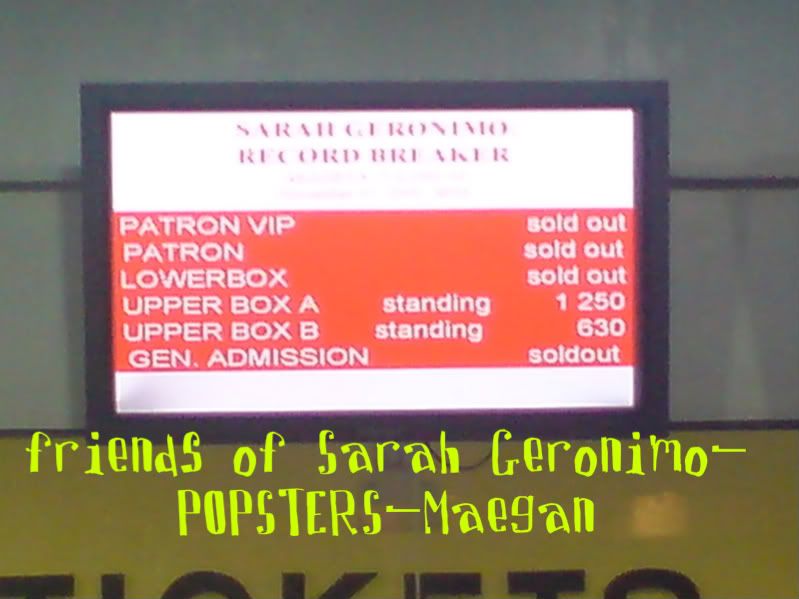 SARAH GERONIMO
RECORD BREAKER
PATRON VIP sold out
PATRON sold out
LOWERBOX sold out
UPPER BOX A standing 1 250
UPPER BOX B standing 630
GEN. ADMISSION soldout
friends of Sarah Geronimo-
POPSTERS-Maegan
TICKETS